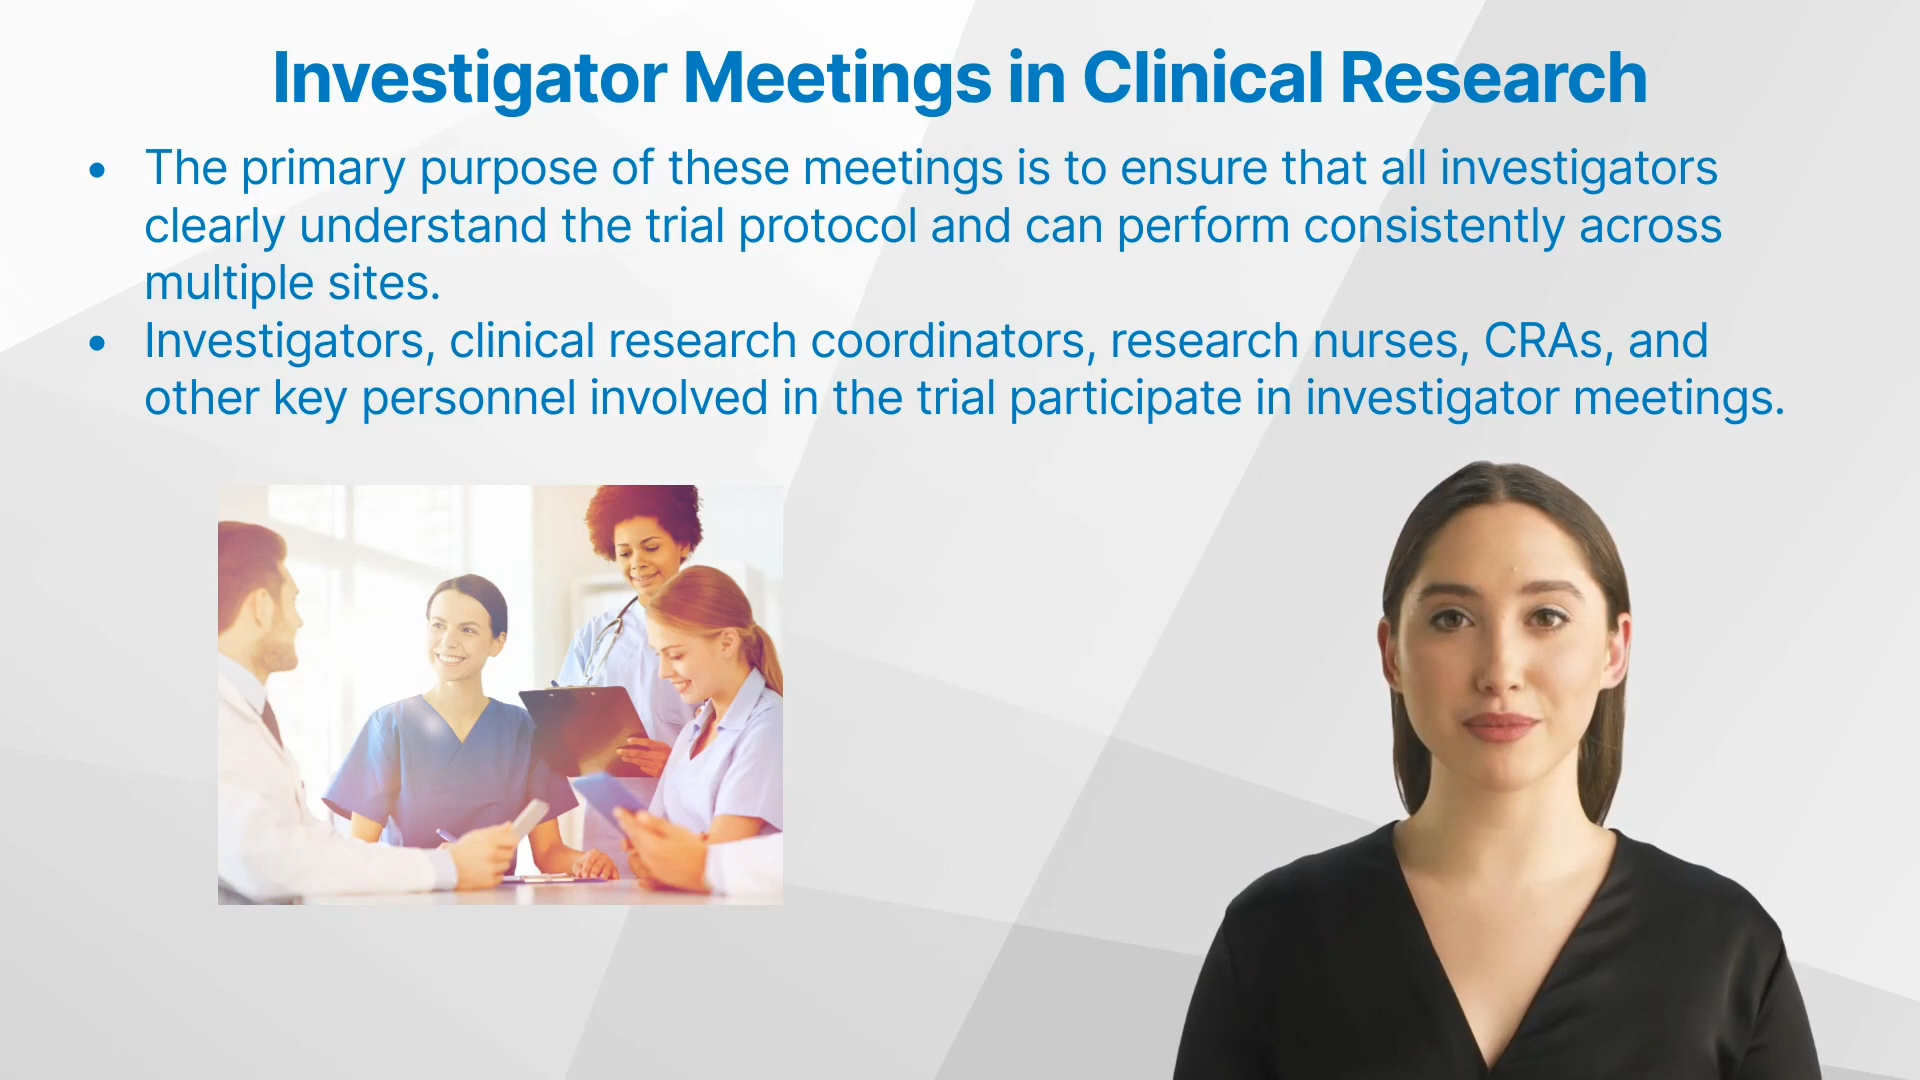 Investigator Meetings in Clinical Research
• The primary purpose of these meetings is to ensure that all investigators
clearly understand the trial protocol and can perform consistently across
multiple sites.
• Investigators, clinical research coordinators, research nurses, CRAs, and
other key personnel involved in the trial participate in investigator meetings.